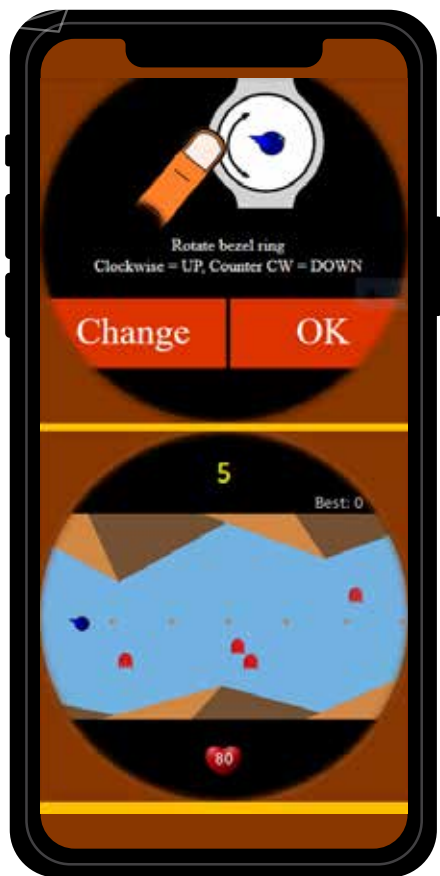 Rotate bezel ring
Clockwise = UP, Counter CW = DOWN
Change OK
5
Best: 0
80